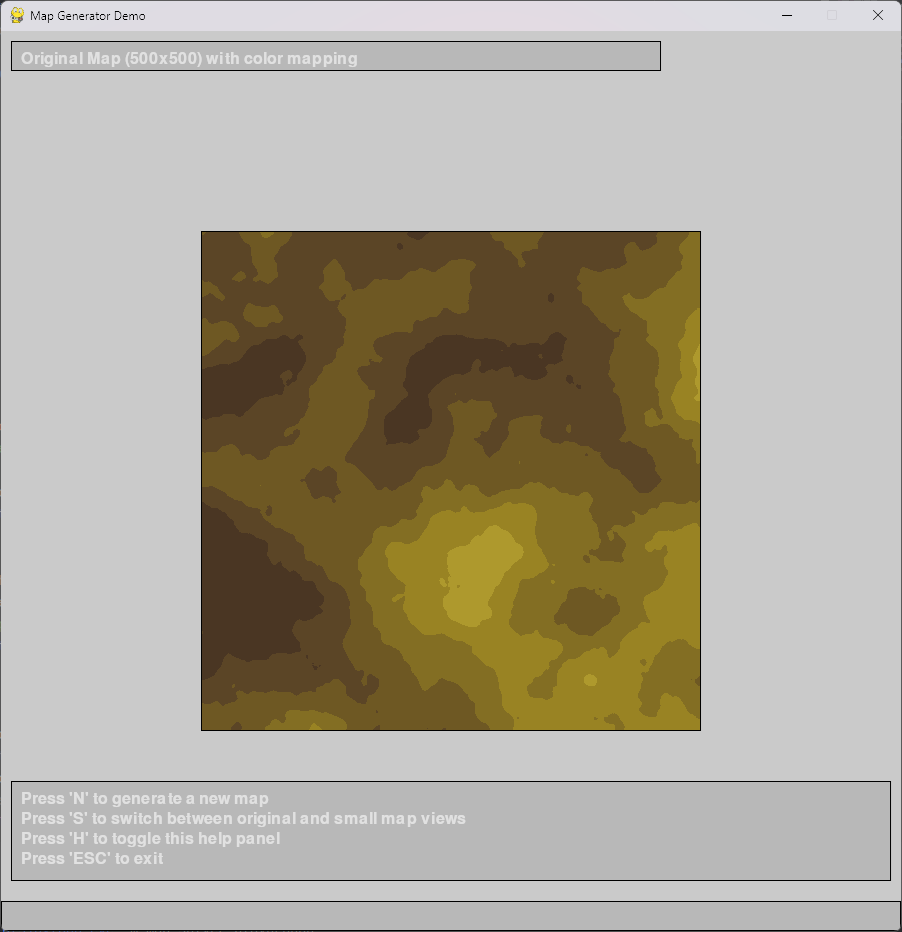 Map Generator Demo
Original Map (500x500) with color mapping
Press 'N' to generate a new map
Press 'S' to switch between original and small map views
Press 'H' to toggle this help panel
Press 'ESC' to exit